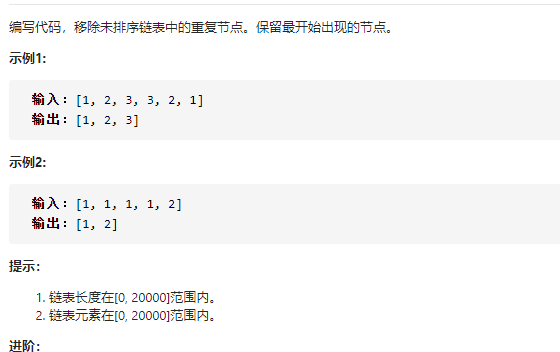 编写代码，移除未排序链表中的重复节点。保留最开始出现的节点。
示例1:
输入：[1, 2, 3, 3, 2, 1]
输出：[1, 2, 3]
示例2:
输入：[1, 1, 1, 1, 2]
输出：[1, 2]
提示：
1. 链表长度在[0, 20000]范围内。
2. 链表元素在[0, 20000]范围内。
进阶：